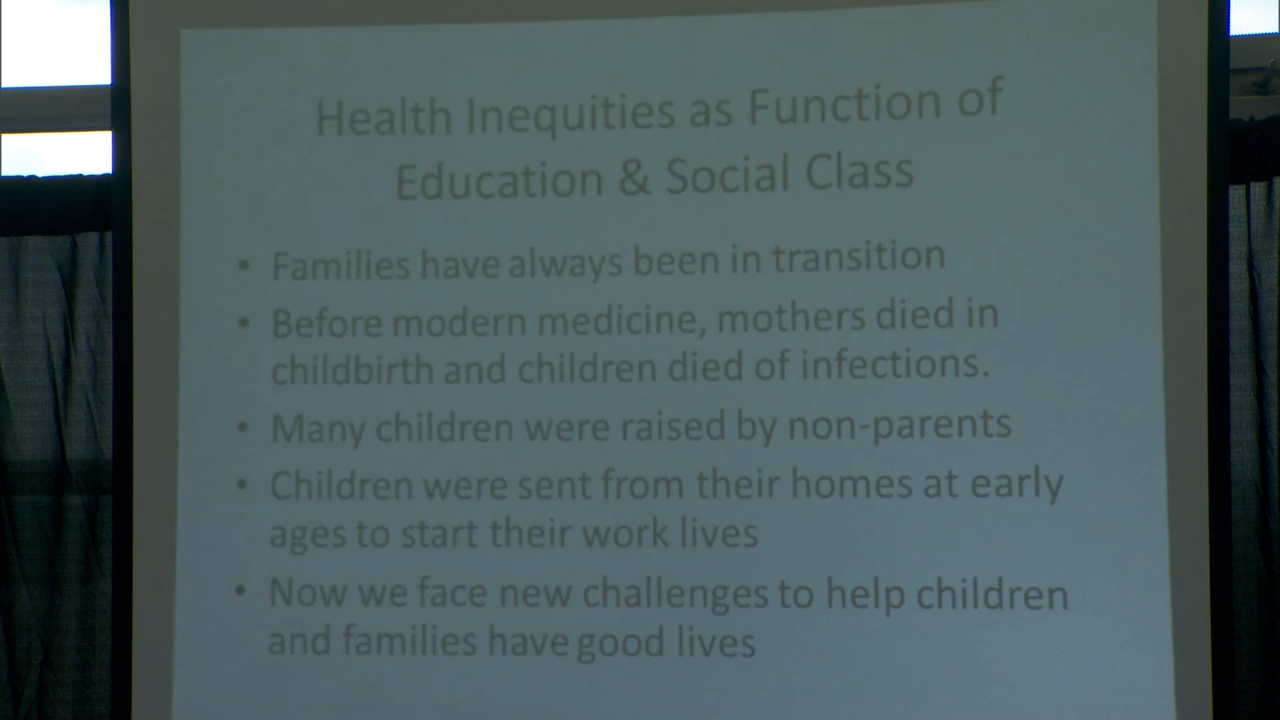 Health Inequities as Function of
Education & Social Class
• Families have always been in transition
• Before modern medicine, mothers died in
childbirth and children died of infections.
• Many children were raised by non-parents
• Children were sent from their homes at early
ages to start their work lives
• Now we face new challenges to help children
and families have good lives